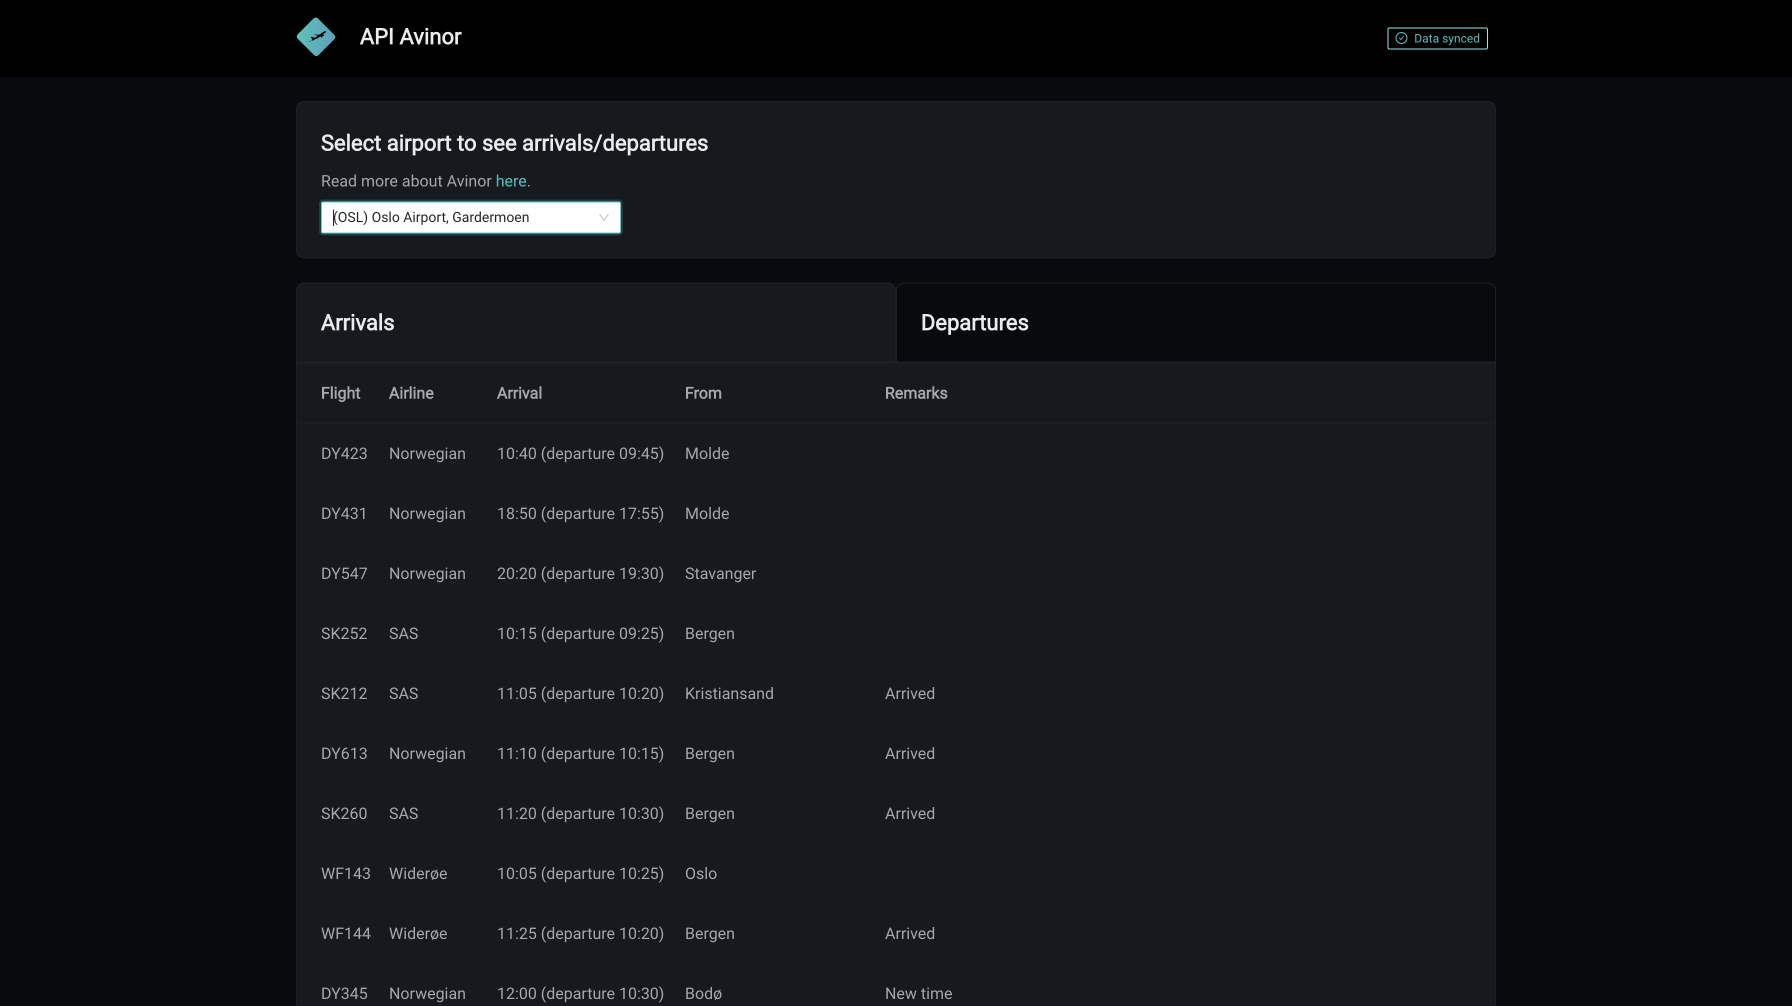 API Avinor
Data synced
Select airport to see arrivals/departures
Read more about Avinor here.
(OSL) Oslo Airport, Gardermoen
Arrivals
Departures
Flight Airline Arrival From Remarks
DY423 Norwegian 10:40 (departure 09:45) Molde
DY431 Norwegian 18:50 (departure 17:55) Molde
DY547 Norwegian 20:20 (departure 19:30) Stavanger
SK252 SAS 10:15 (departure 09:25) Bergen
SK212 SAS 11:05 (departure 10:20) Kristiansand Arrived
DY613 Norwegian 11:10 (departure 10:15) Bergen Arrived
SK260 SAS 11:20 (departure 10:30) Bergen Arrived
WF143 Widerøe 10:05 (departure 10:25) Oslo
WF144 Widerøe 11:25 (departure 10:20) Bergen Arrived
DY345 Norwegian 12:00 (departure 10:30) Bodø New time